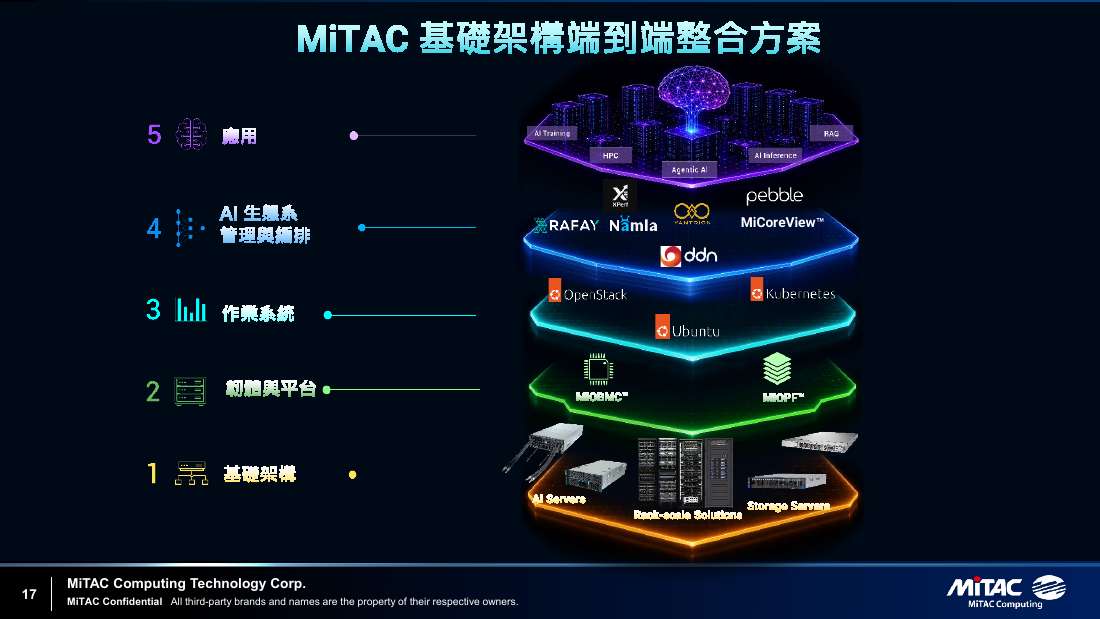 MiTAC 基礎架構端到端整合方案
5 應用
AI Training
HPC
Agentic AI
AI Inference
RAG
4 AI 生態系
管理與編排
XPerf
pebble
RAFAY
Namla
YANTRION
MiCoreView™
ddn
3 作業系統
OpenStack
Kubernetes
Ubuntu
2 韌體與平台
MiOBMC™
MiOPF™
1 基礎架構
AI Servers
Rack-scale Solutions
Storage Servers
17
MiTAC Computing Technology Corp.
MiTAC Confidential All third-party brands and names are the property of their respective owners.
MiTAC
MiTAC Computing